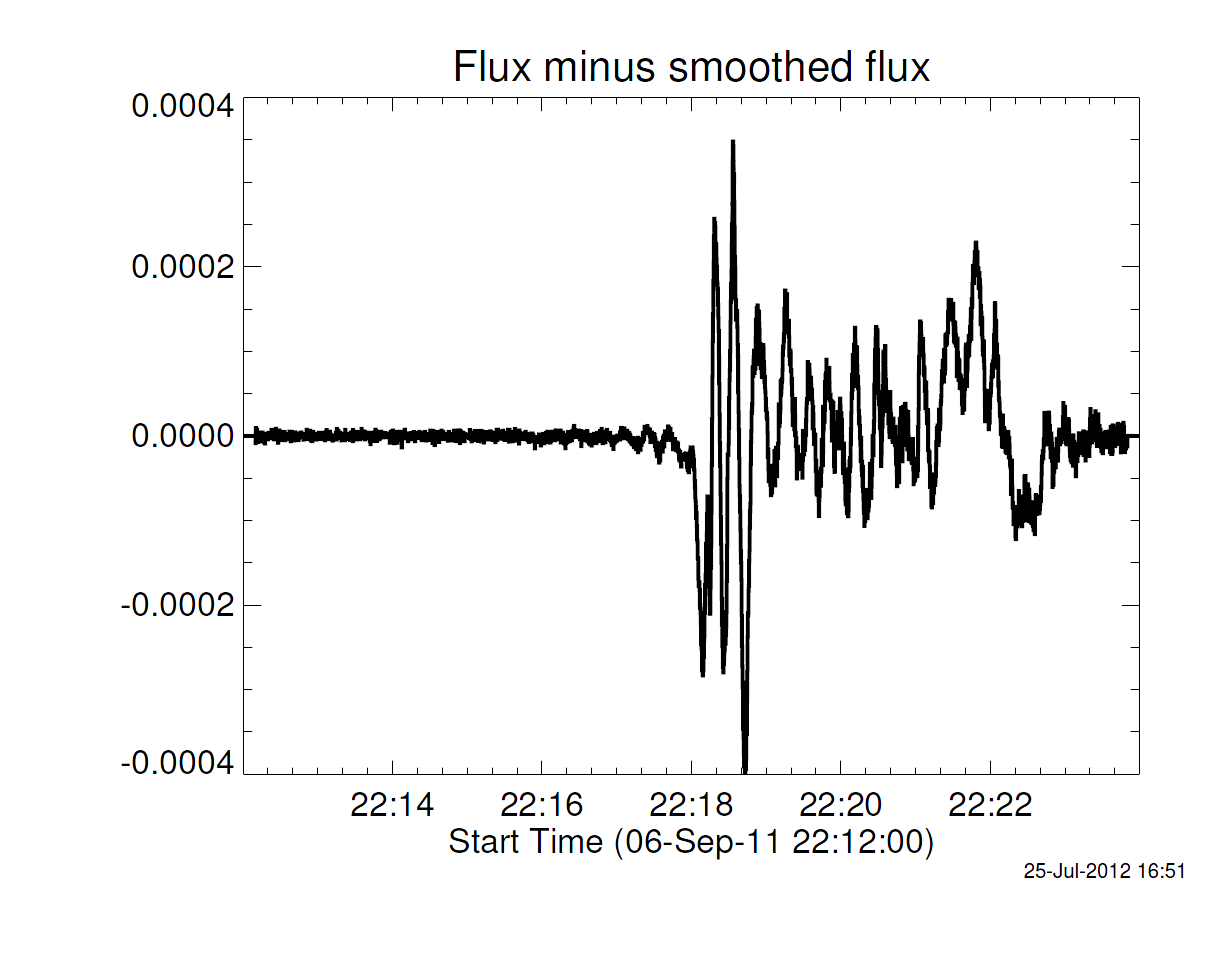 Flux minus smoothed flux
0.0004
0.0002
0.0000
-0.0002
-0.0004
22:14 22:16 22:18 22:20 22:22
Start Time (06-Sep-11 22:12:00)
25-Jul-2012 16:51